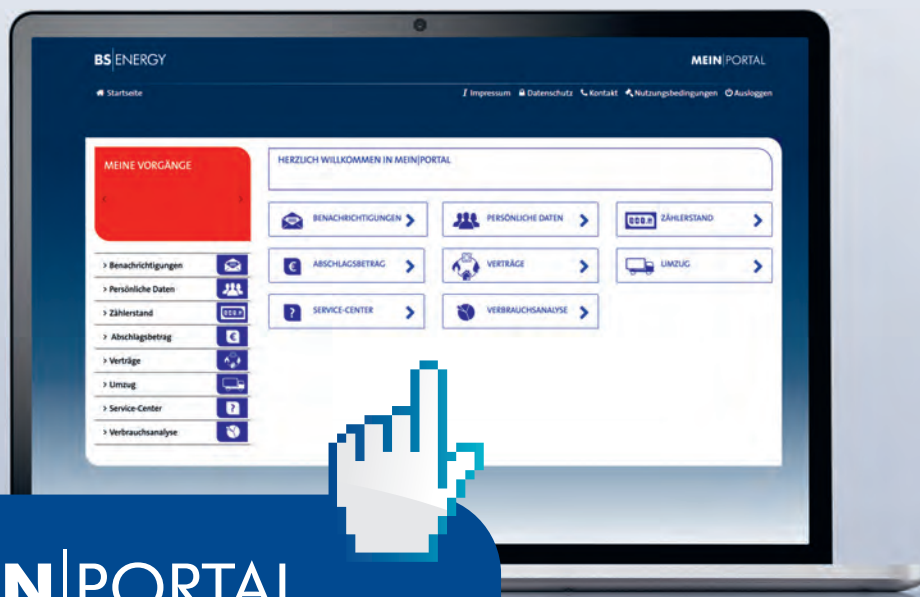 BS|ENERGY
MEIN|PORTAL
Startseite
Impressum Datenschutz Kontakt Nutzungsbedingungen Ausloggen
MEINE VORGÄNGE
HERZLICH WILLKOMMEN IN MEIN|PORTAL
BENACHRICHTIGUNGEN
PERSÖNLICHE DATEN
ZÄHLERSTAND
ABSCHLAGSBETRAG
VERTRÄGE
UMZUG
SERVICE-CENTER
VERBRAUCHSANALYSE
> Benachrichtigungen
> Persönliche Daten
> Zählerstand
> Abschlagsbetrag
> Verträge
> Umzug
> Service-Center
> Verbrauchsanalyse
N|PORTAL